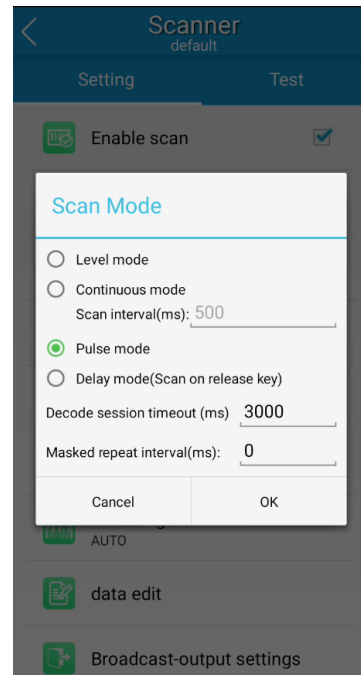 Scanner
default
Setting Test
Enable scan
Scan Mode
Level mode
Continuous mode
Scan interval(ms): 500
Pulse mode
Delay mode(Scan on release key)
Decode session timeout (ms) 3000
Masked repeat interval(ms): 0
Cancel OK
AUTO
data edit
Broadcast-output settings